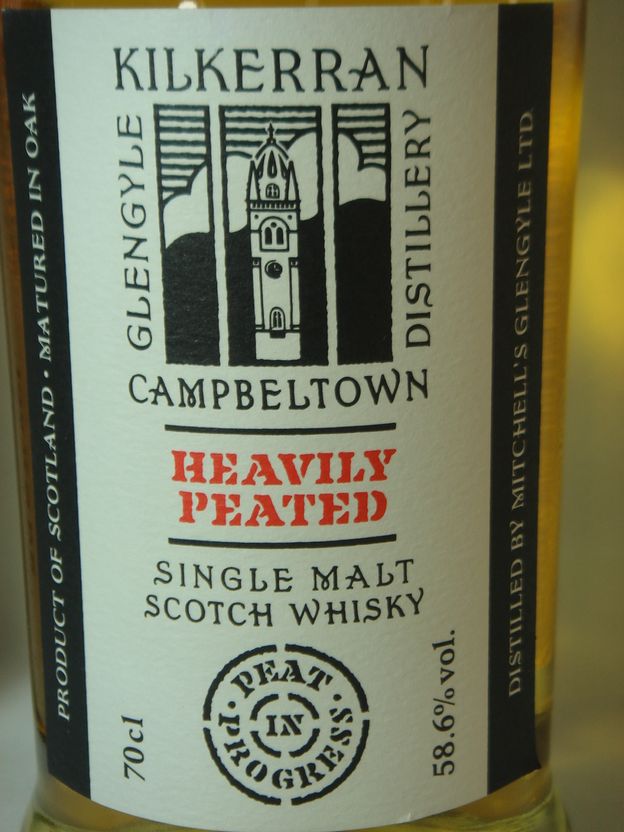 KILKERRAN
GLENGYLE
DISTILLERY
CAMPBELTOWN
HEAVILY
PEATED
SINGLE MALT
SCOTCH WHISKY
PEAT
IN
PROGRESS
70cl
58.6%vol.
PRODUCT OF SCOTLAND • MATURED IN OAK
DISTILLED BY MITCHELL'S GLENGYLE LTD